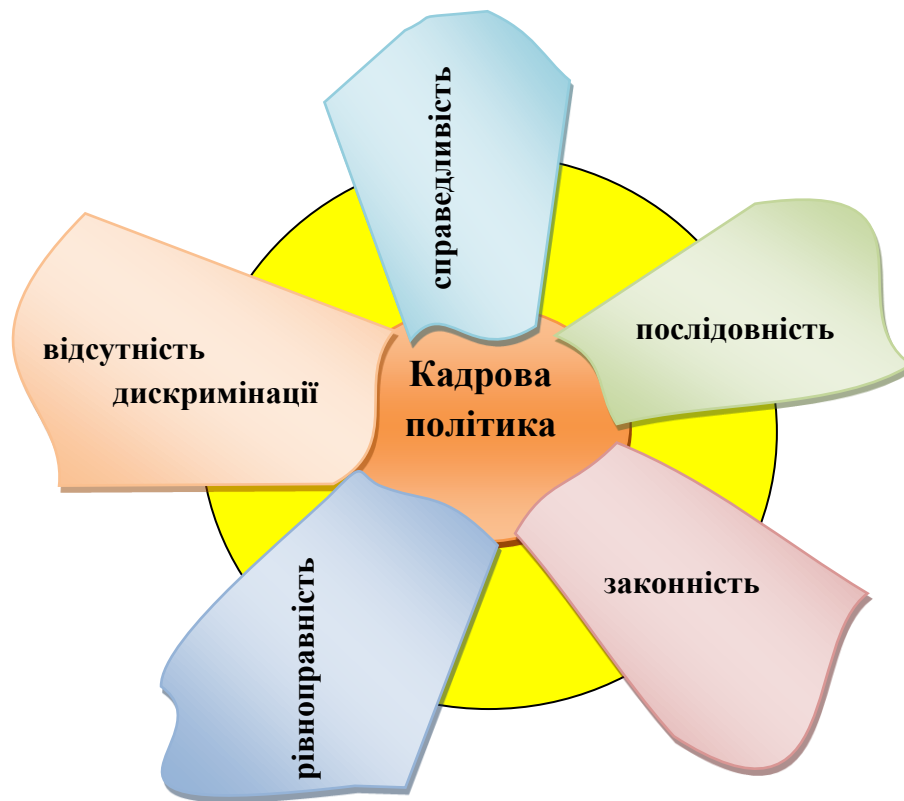 справедливість
послідовність
відсутність
дискримінації
Кадрова
політика
законність
рівноправність